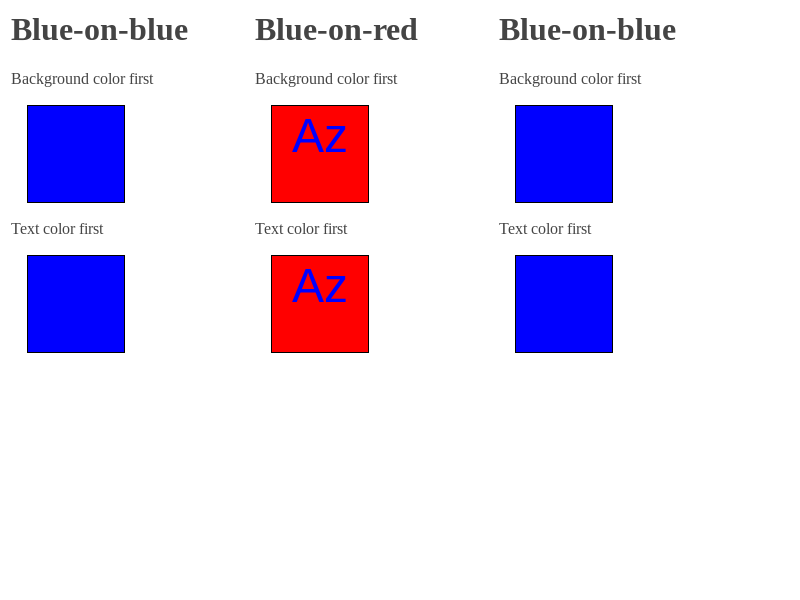 Blue-on-blue
Background color first
Text color first
Blue-on-red
Background color first
Az
Text color first
Az
Blue-on-blue
Background color first
Text color first